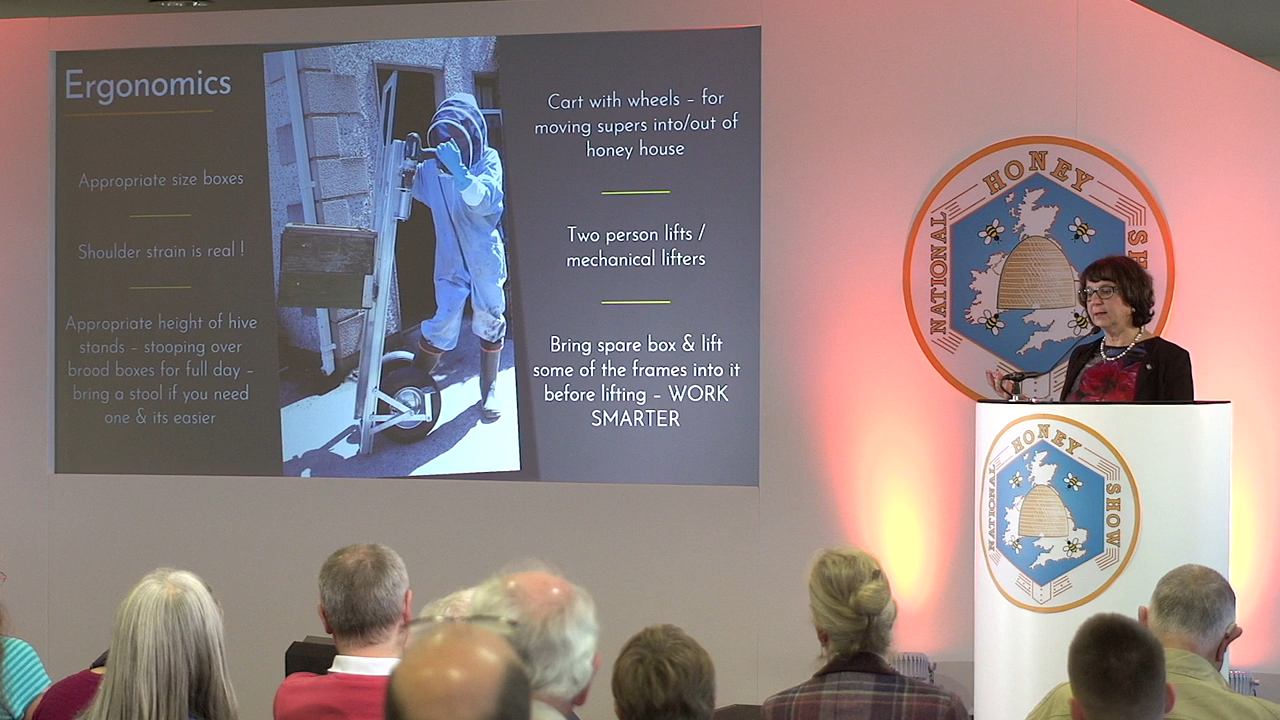 Ergonomics
Appropriate size boxes
Shoulder strain is real !
Appropriate height of hive
stands – stooping over
brood boxes for full day –
bring a stool if you need
one & its easier
Cart with wheels – for
moving supers into/out of
honey house
Two person lifts /
mechanical lifters
Bring spare box & lift
some of the frames into it
before lifting – WORK
SMARTER
NATIONAL
HONEY
SH
NATIONAL
HONEY
SHOW